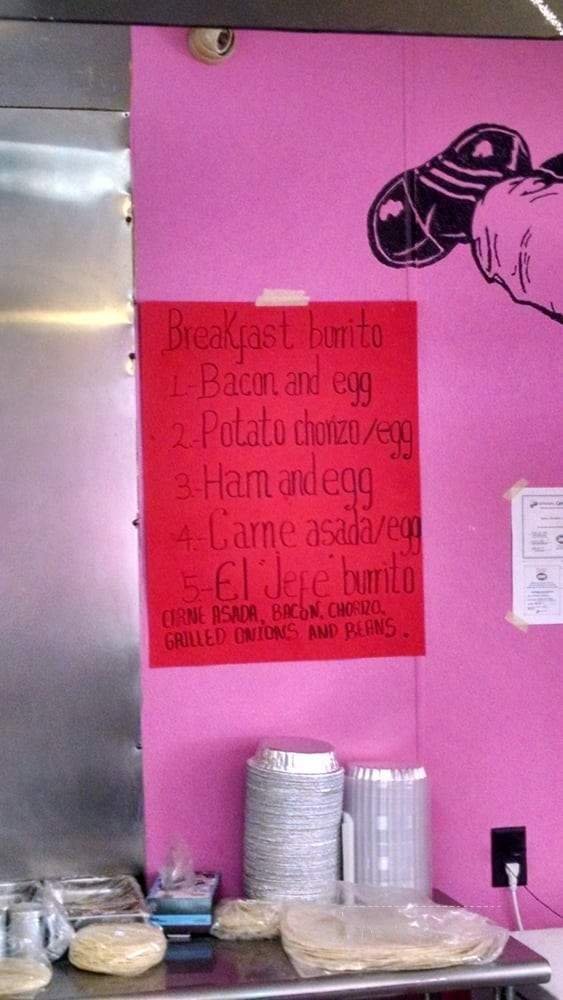 Breakfast burrito
1-Bacon and egg
2-Potato chorizo/egg
3-Ham and egg
4-Carne asada/egg
5-El "Jefe" burrito
CARNE ASADA, BACON, CHORIZO,
GRILLED ONIONS AND BEANS.